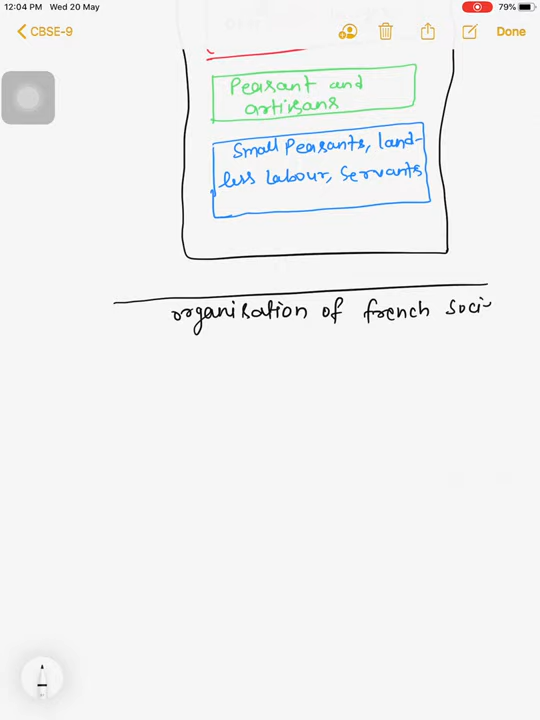 12:04 PM Wed 20 May
79%
CBSE-9
Done
Peasant and
artisans
Small Peasants, land-
less labour, Servants
organisation of french soci-